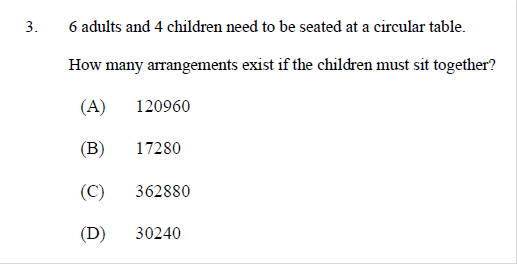 3. 6 adults and 4 children need to be seated at a circular table.
How many arrangements exist if the children must sit together?
(A) 120960
(B) 17280
(C) 362880
(D) 30240